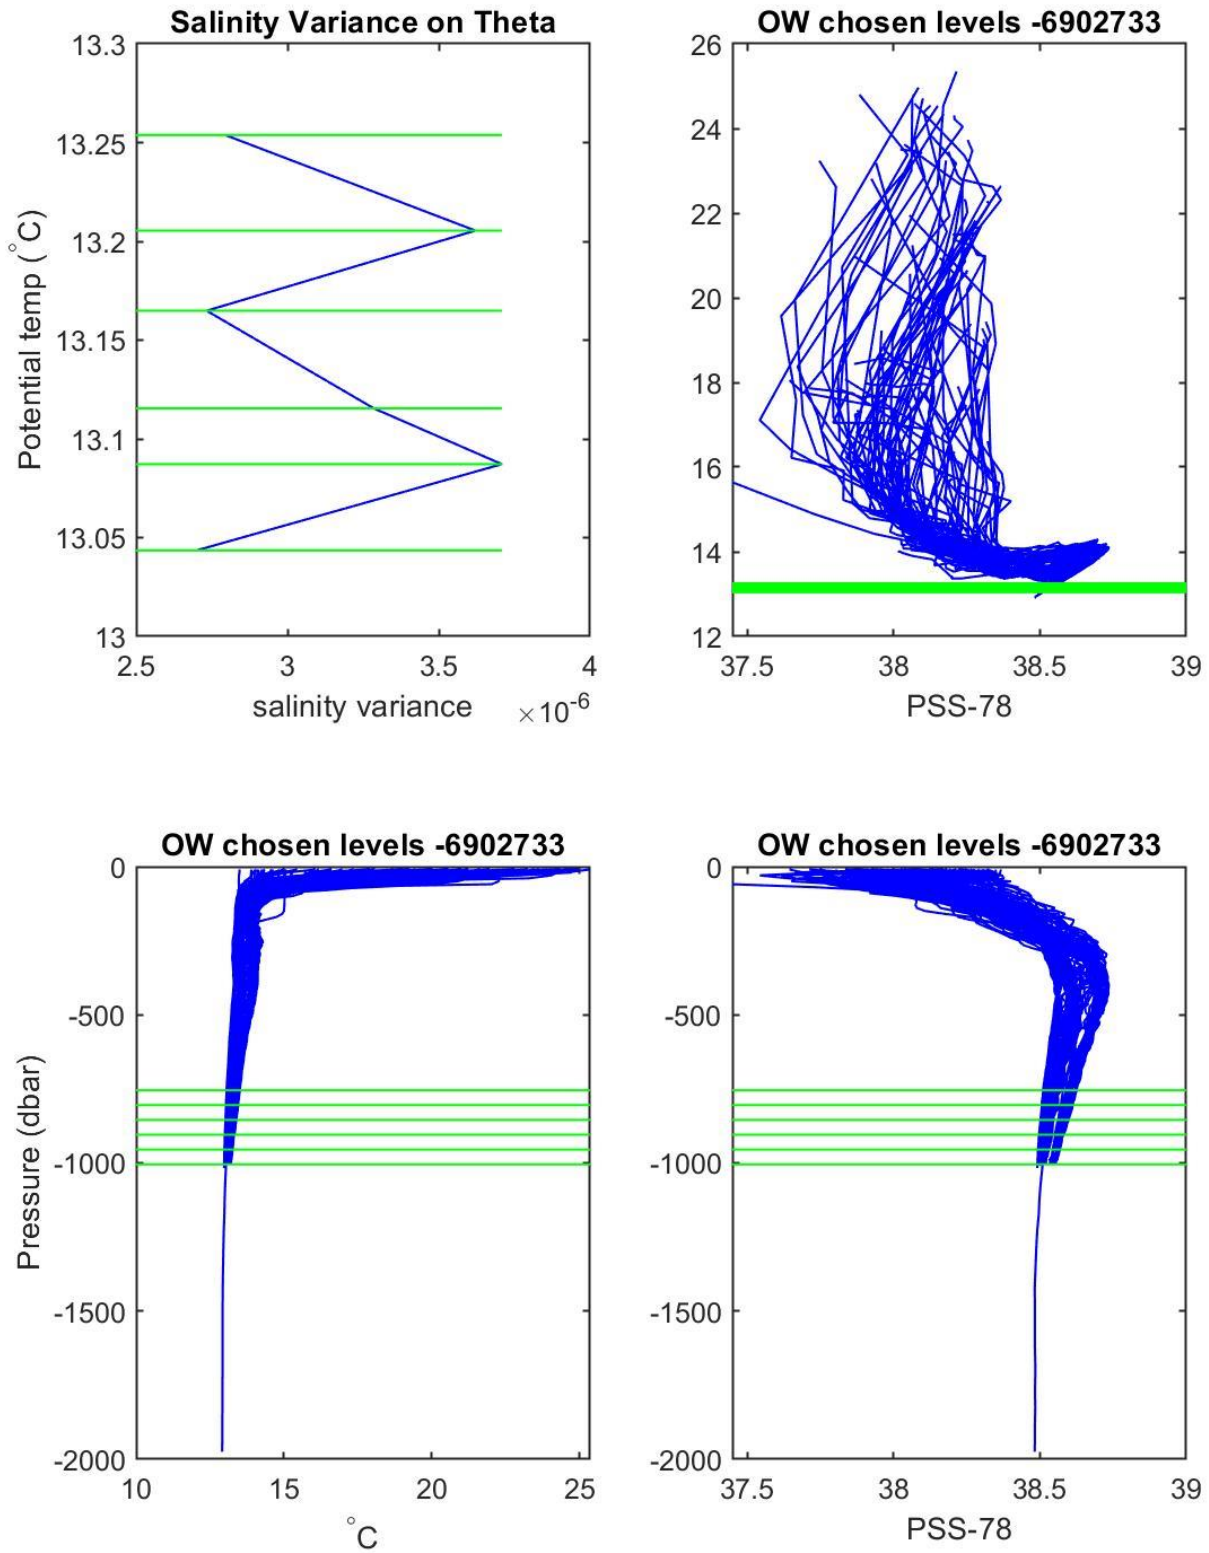 Salinity Variance on Theta
13.3
13.25
13.2
13.15
13.1
13.05
13
Potential temp (°C)
2.5 3 3.5 4
salinity variance ×10-6
OW chosen levels -6902733
26
24
22
20
18
16
14
12
37.5 38 38.5 39
PSS-78
OW chosen levels -6902733
0
-500
-1000
-1500
-2000
Pressure (dbar)
10 15 20 25
°C
OW chosen levels -6902733
0
-500
-1000
-1500
-2000
37.5 38 38.5 39
PSS-78